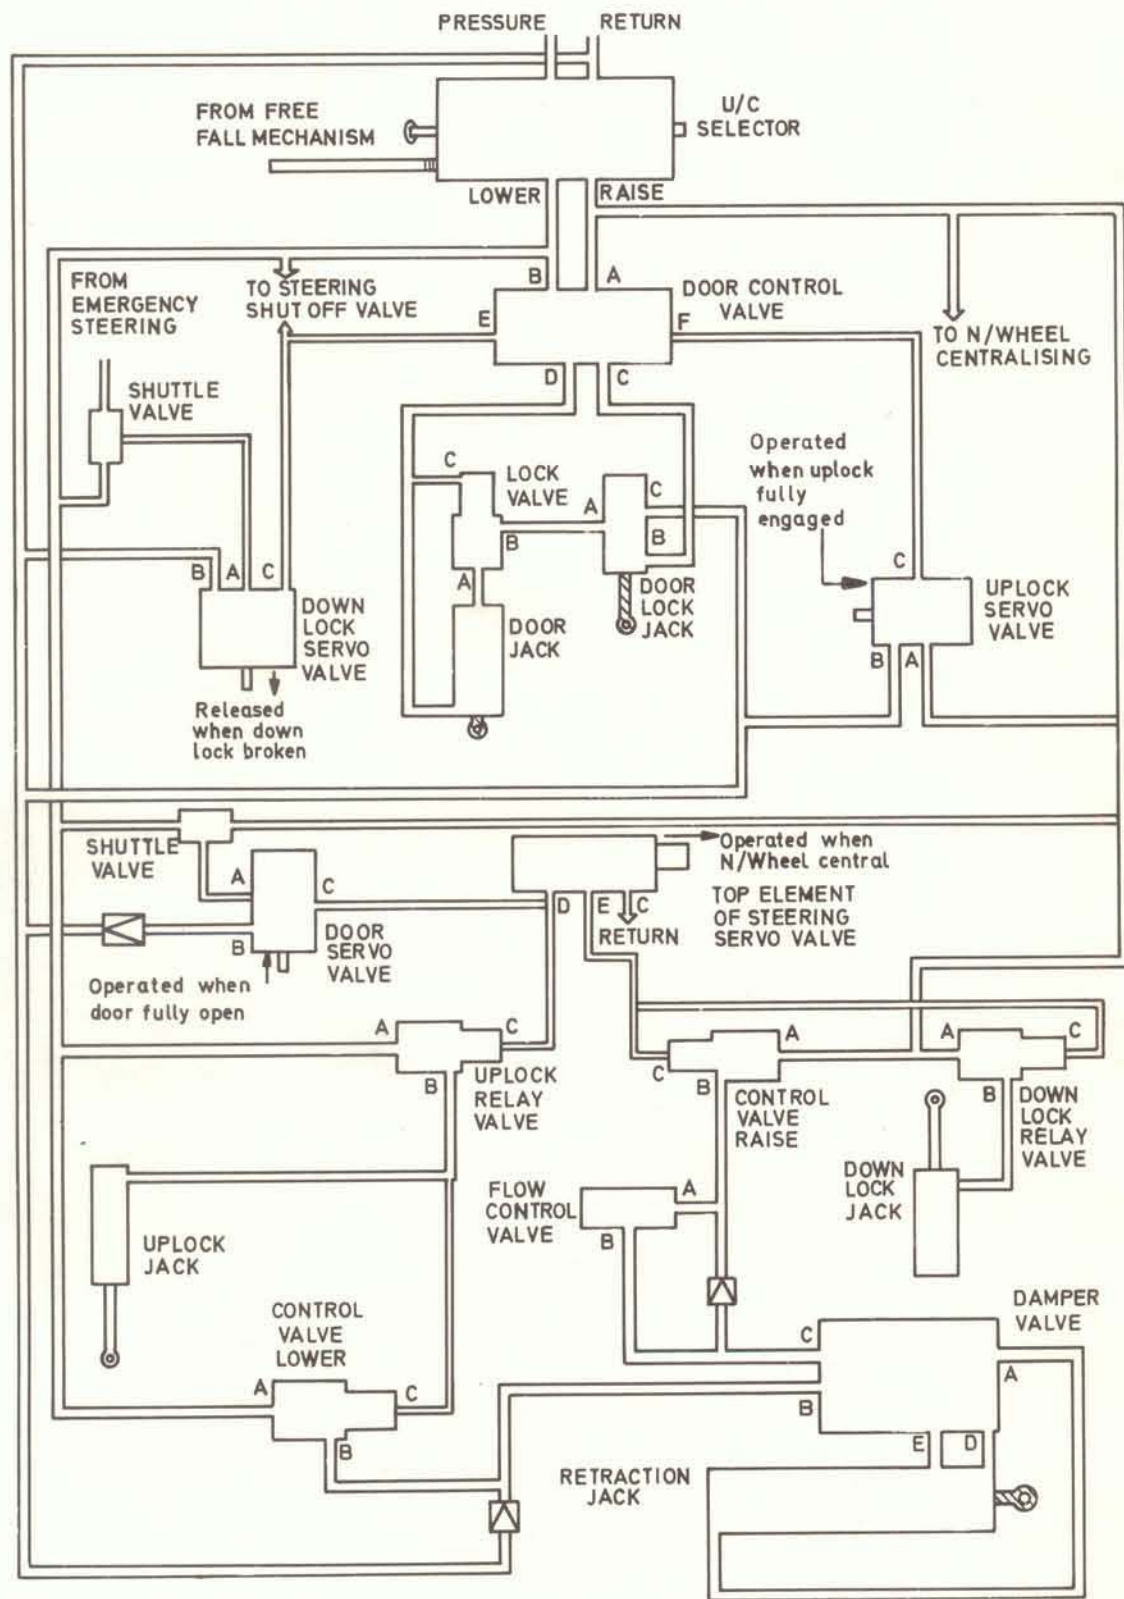 PRESSURE
RETURN
FROM FREE
FALL MECHANISM
U/C
SELECTOR
LOWER
RAISE
FROM
EMERGENCY
STEERING
TO STEERING
SHUT OFF VALVE
B
A
DOOR CONTROL
VALVE
E
F
TO N/WHEEL
CENTRALISING
D
C
SHUTTLE
VALVE
C
LOCK
VALVE
A
C
B
B
A
Operated
when uplock
fully
engaged
C
B
A
C
DOWN
LOCK
SERVO
VALVE
DOOR
JACK
DOOR
LOCK
JACK
UPLOCK
SERVO
VALVE
B
A
Released
when down
lock broken
SHUTTLE
VALVE
A
C
B
DOOR
SERVO
VALVE
Operated when
door fully open
Operated when
N/Wheel central
D
E
C
RETURN
TOP ELEMENT
OF STEERING
SERVO VALVE
A
C
B
UPLOCK
RELAY
VALVE
C
A
B
CONTROL
VALVE
RAISE
A
C
B
DOWN
LOCK
RELAY
VALVE
DOWN
LOCK
JACK
FLOW
CONTROL
VALVE
A
B
UPLOCK
JACK
CONTROL
VALVE
LOWER
A
C
B
DAMPER
VALVE
C
A
B
E
D
RETRACTION
JACK